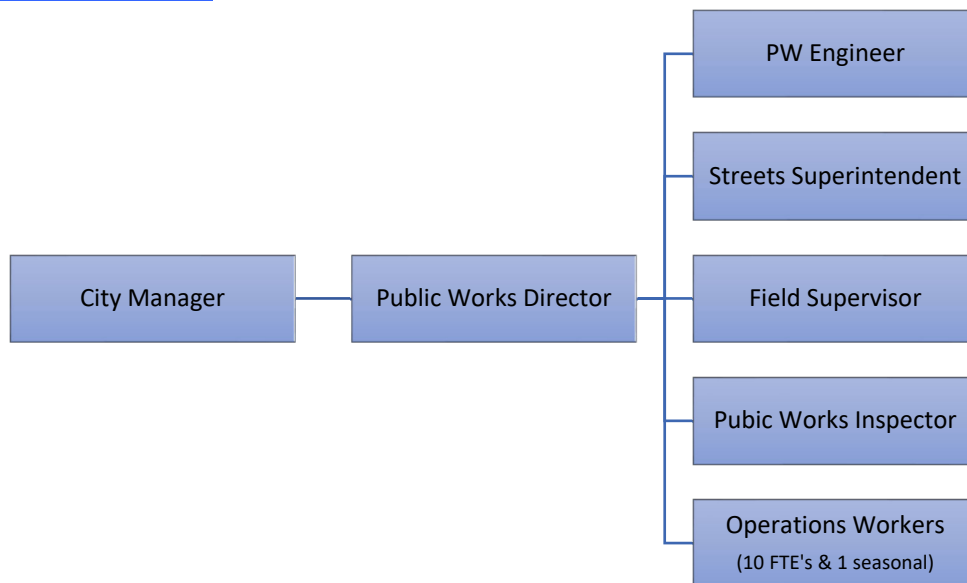 PW Engineer
Streets Superintendent
City Manager
Public Works Director
Field Supervisor
Pubic Works Inspector
Operations Workers
(10 FTE's & 1 seasonal)